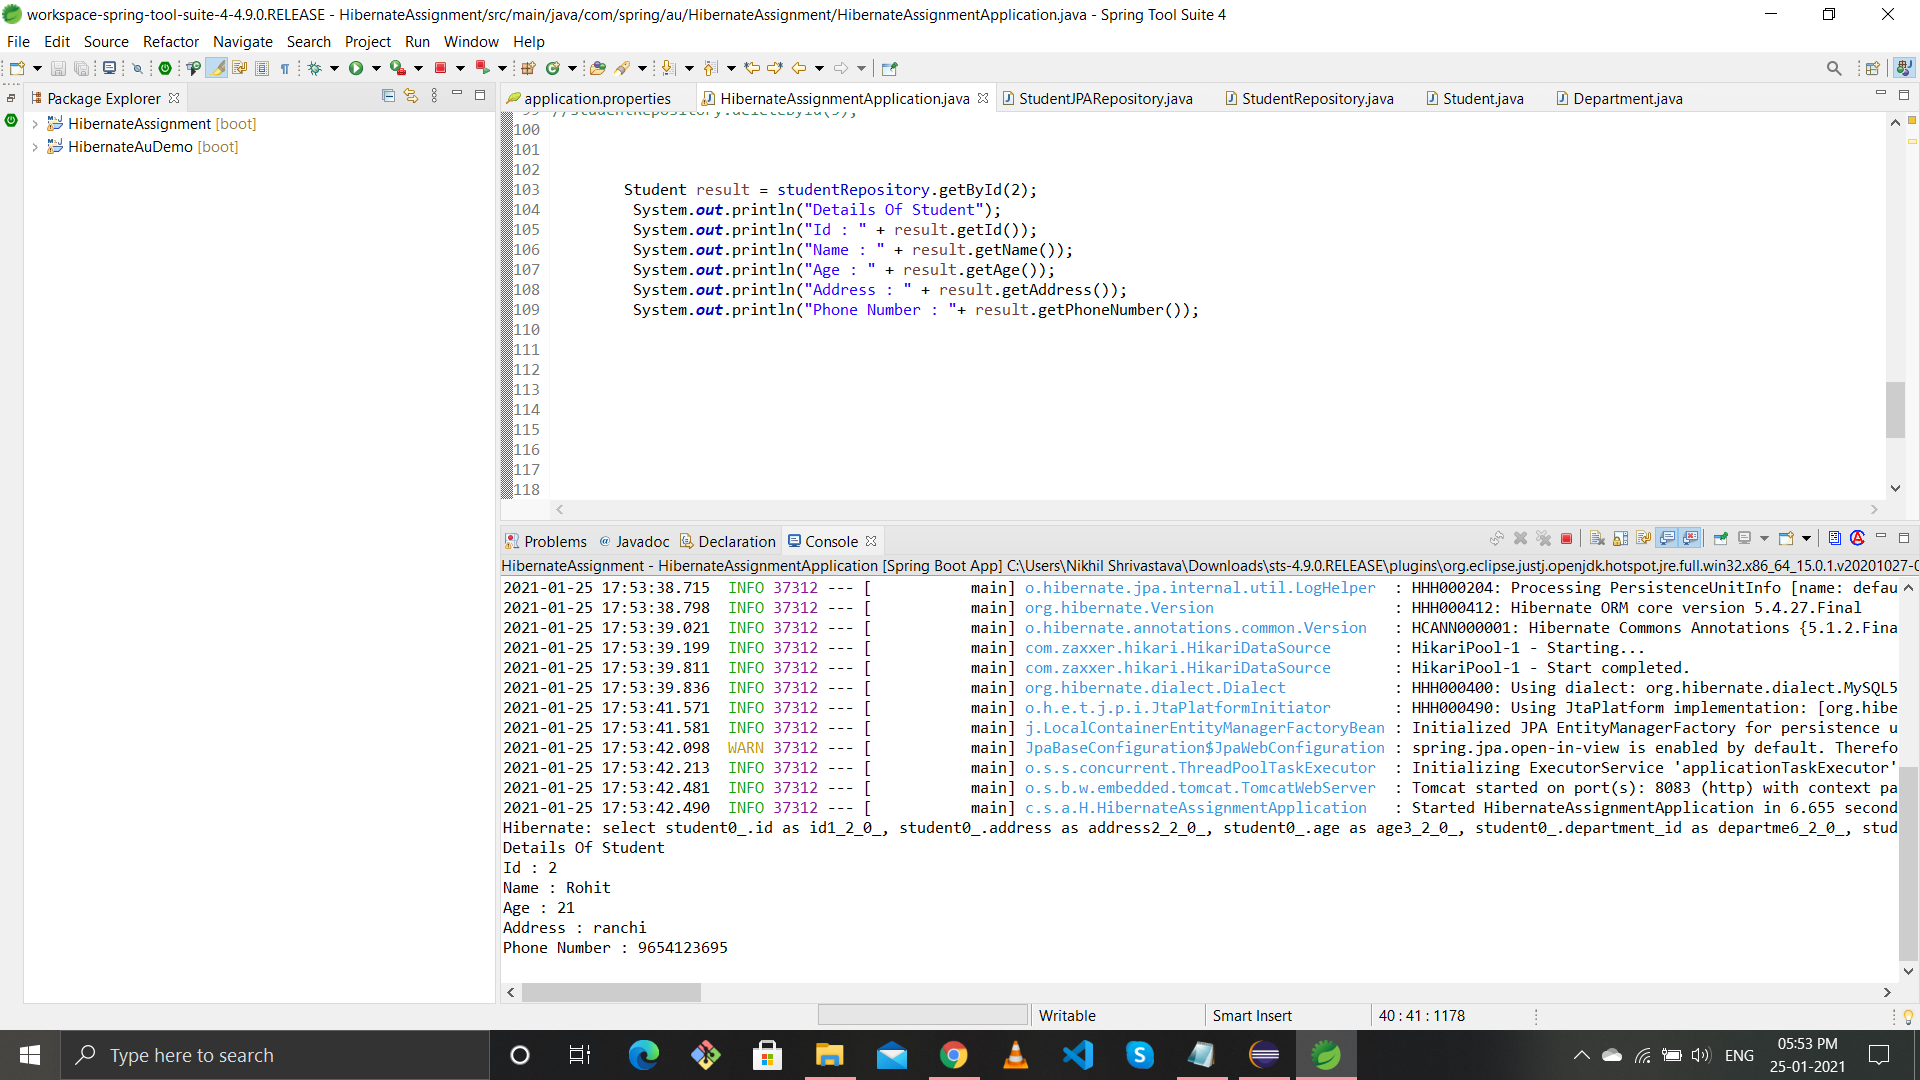 workspace-spring-tool-suite-4-4.9.0.RELEASE - HibernateAssignment/src/main/java/com/spring/au/HibernateAssignment/HibernateAssignmentApplication.java - Spring Tool Suite 4
File Edit Source Refactor Navigate Search Project Run Window Help
Package Explorer
HibernateAssignment [boot]
HibernateAuDemo [boot]
application.properties HibernateAssignmentApplication.java StudentJPARepository.java StudentRepository.java Student.java Department.java
99 //studentRepository.deleteById(9);
100
101
102
103 Student result = studentRepository.getById(2);
104 System.out.println("Details Of Student");
105 System.out.println("Id : " + result.getId());
106 System.out.println("Name : " + result.getName());
107 System.out.println("Age : " + result.getAge());
108 System.out.println("Address : " + result.getAddress());
109 System.out.println("Phone Number : "+ result.getPhoneNumber());
110
111
112
113
114
115
116
117
118
Problems @ Javadoc Declaration Console
HibernateAssignment - HibernateAssignmentApplication [Spring Boot App] C:\Users\Nikhil Shrivastava\Downloads\sts-4.9.0.RELEASE\plugins\org.eclipse.justj.openjdk.hotspot.jre.full.win32.x86_64_15.0.1.v20201027-0
2021-01-25 17:53:38.715 INFO 37312 --- [ main] o.hibernate.jpa.internal.util.LogHelper : HHH000204: Processing PersistenceUnitInfo [name: defau
2021-01-25 17:53:38.798 INFO 37312 --- [ main] org.hibernate.Version : HHH000412: Hibernate ORM core version 5.4.27.Final
2021-01-25 17:53:39.021 INFO 37312 --- [ main] o.hibernate.annotations.common.Version : HCANN000001: Hibernate Commons Annotations {5.1.2.Fina
2021-01-25 17:53:39.199 INFO 37312 --- [ main] com.zaxxer.hikari.HikariDataSource : HikariPool-1 - Starting...
2021-01-25 17:53:39.811 INFO 37312 --- [ main] com.zaxxer.hikari.HikariDataSource : HikariPool-1 - Start completed.
2021-01-25 17:53:39.836 INFO 37312 --- [ main] org.hibernate.dialect.Dialect : HHH000400: Using dialect: org.hibernate.dialect.MySQL5
2021-01-25 17:53:41.571 INFO 37312 --- [ main] o.h.e.t.j.p.i.JtaPlatformInitiator : HHH000490: Using JtaPlatform implementation: [org.hibe
2021-01-25 17:53:41.581 INFO 37312 --- [ main] j.LocalContainerEntityManagerFactoryBean : Initialized JPA EntityManagerFactory for persistence u
2021-01-25 17:53:42.098 WARN 37312 --- [ main] JpaBaseConfiguration$JpaWebConfiguration : spring.jpa.open-in-view is enabled by default. Therefo
2021-01-25 17:53:42.213 INFO 37312 --- [ main] o.s.s.concurrent.ThreadPoolTaskExecutor : Initializing ExecutorService 'applicationTaskExecutor'
2021-01-25 17:53:42.481 INFO 37312 --- [ main] o.s.b.w.embedded.tomcat.TomcatWebServer : Tomcat started on port(s): 8083 (http) with context pa
2021-01-25 17:53:42.490 INFO 37312 --- [ main] c.s.a.H.HibernateAssignmentApplication : Started HibernateAssignmentApplication in 6.655 second
Hibernate: select student0_.id as id1_2_0_, student0_.address as address2_2_0_, student0_.age as age3_2_0_, student0_.department_id as departme6_2_0_, stud
Details Of Student
Id : 2
Name : Rohit
Age : 21
Address : ranchi
Phone Number : 9654123695
Writable Smart Insert 40 : 41 : 1178
Type here to search
ENG
05:53 PM
25-01-2021